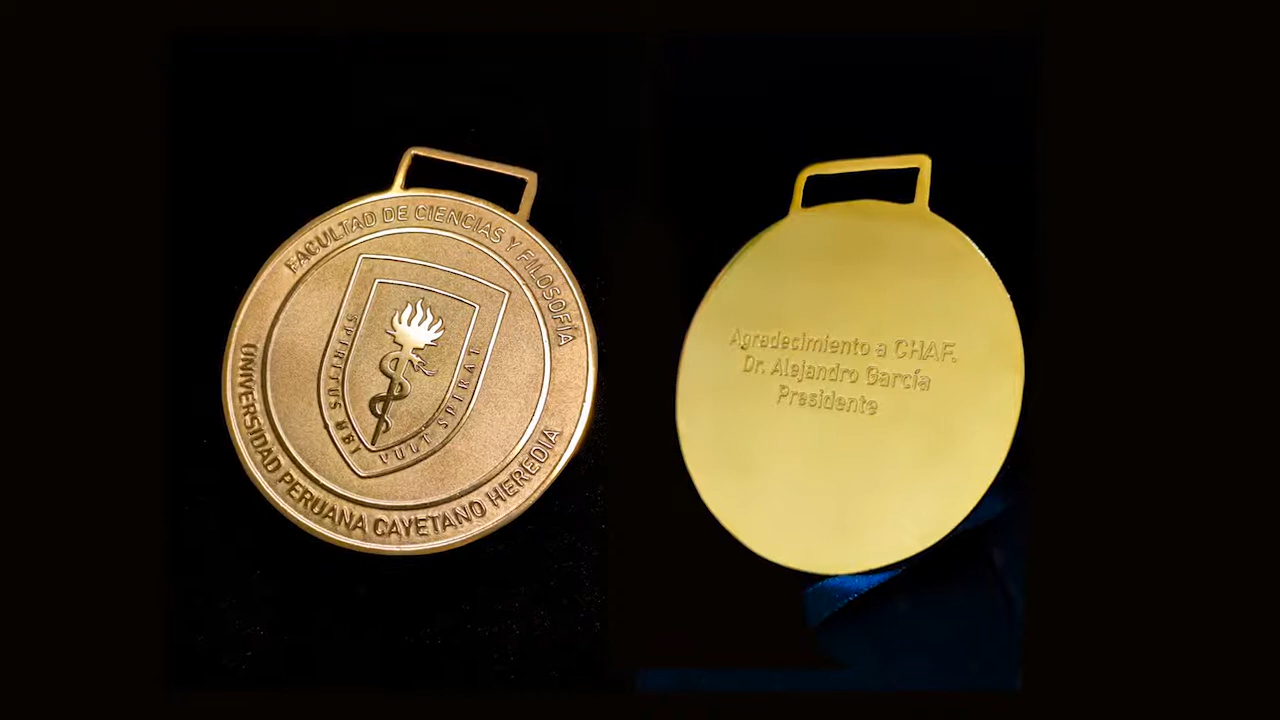 FACULTAD DE CIENCIAS Y FILOSOFÍA
SPIRITUS UBI
VULT SPIRAT
UNIVERSIDAD PERUANA CAYETANO HEREDIA
Agradecimiento a CHAF.
Dr. Alejandro García
Presidente